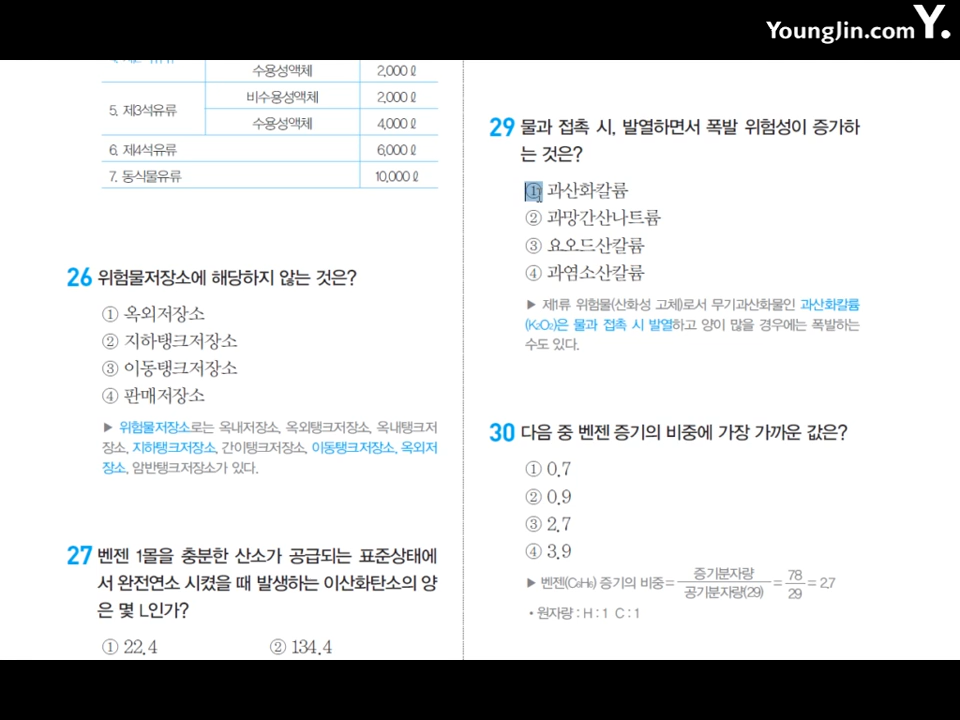 YoungJin.com Y.
수용성액체 2,000ℓ
5. 제3석유류 비수용성액체 2,000ℓ
수용성액체 4,000ℓ
6. 제4석유류 6,000ℓ
7. 동식물유류 10,000ℓ
26 위험물저장소에 해당하지 않는 것은?
① 옥외저장소
② 지하탱크저장소
③ 이동탱크저장소
④ 판매저장소
▶ 위험물저장소로는 옥내저장소, 옥외탱크저장소, 옥내탱크저
장소, 지하탱크저장소, 간이탱크저장소, 이동탱크저장소, 옥외저
장소, 암반탱크저장소가 있다.
27 벤젠 1몰을 충분한 산소가 공급되는 표준상태에
서 완전연소 시켰을 때 발생하는 이산화탄소의 양
은 몇 L인가?
① 22.4 ② 134.4
29 물과 접촉 시, 발열하면서 폭발 위험성이 증가하
는 것은?
① 과산화칼륨
② 과망간산나트륨
③ 요오드산칼륨
④ 과염소산칼륨
▶ 제1류 위험물(산화성 고체)로서 무기과산화물인 과산화칼륨
(K₂O₂)은 물과 접촉 시 발열하고 양이 많을 경우에는 폭발하는
수도 있다.
30 다음 중 벤젠 증기의 비중에 가장 가까운 값은?
① 0.7
② 0.9
③ 2.7
④ 3.9
▶ 벤젠(C₆H₆) 증기의 비중 = 증기분자량 / 공기분자량(29) = 78 / 29 = 2.7
• 원자량 : H : 1 C : 1